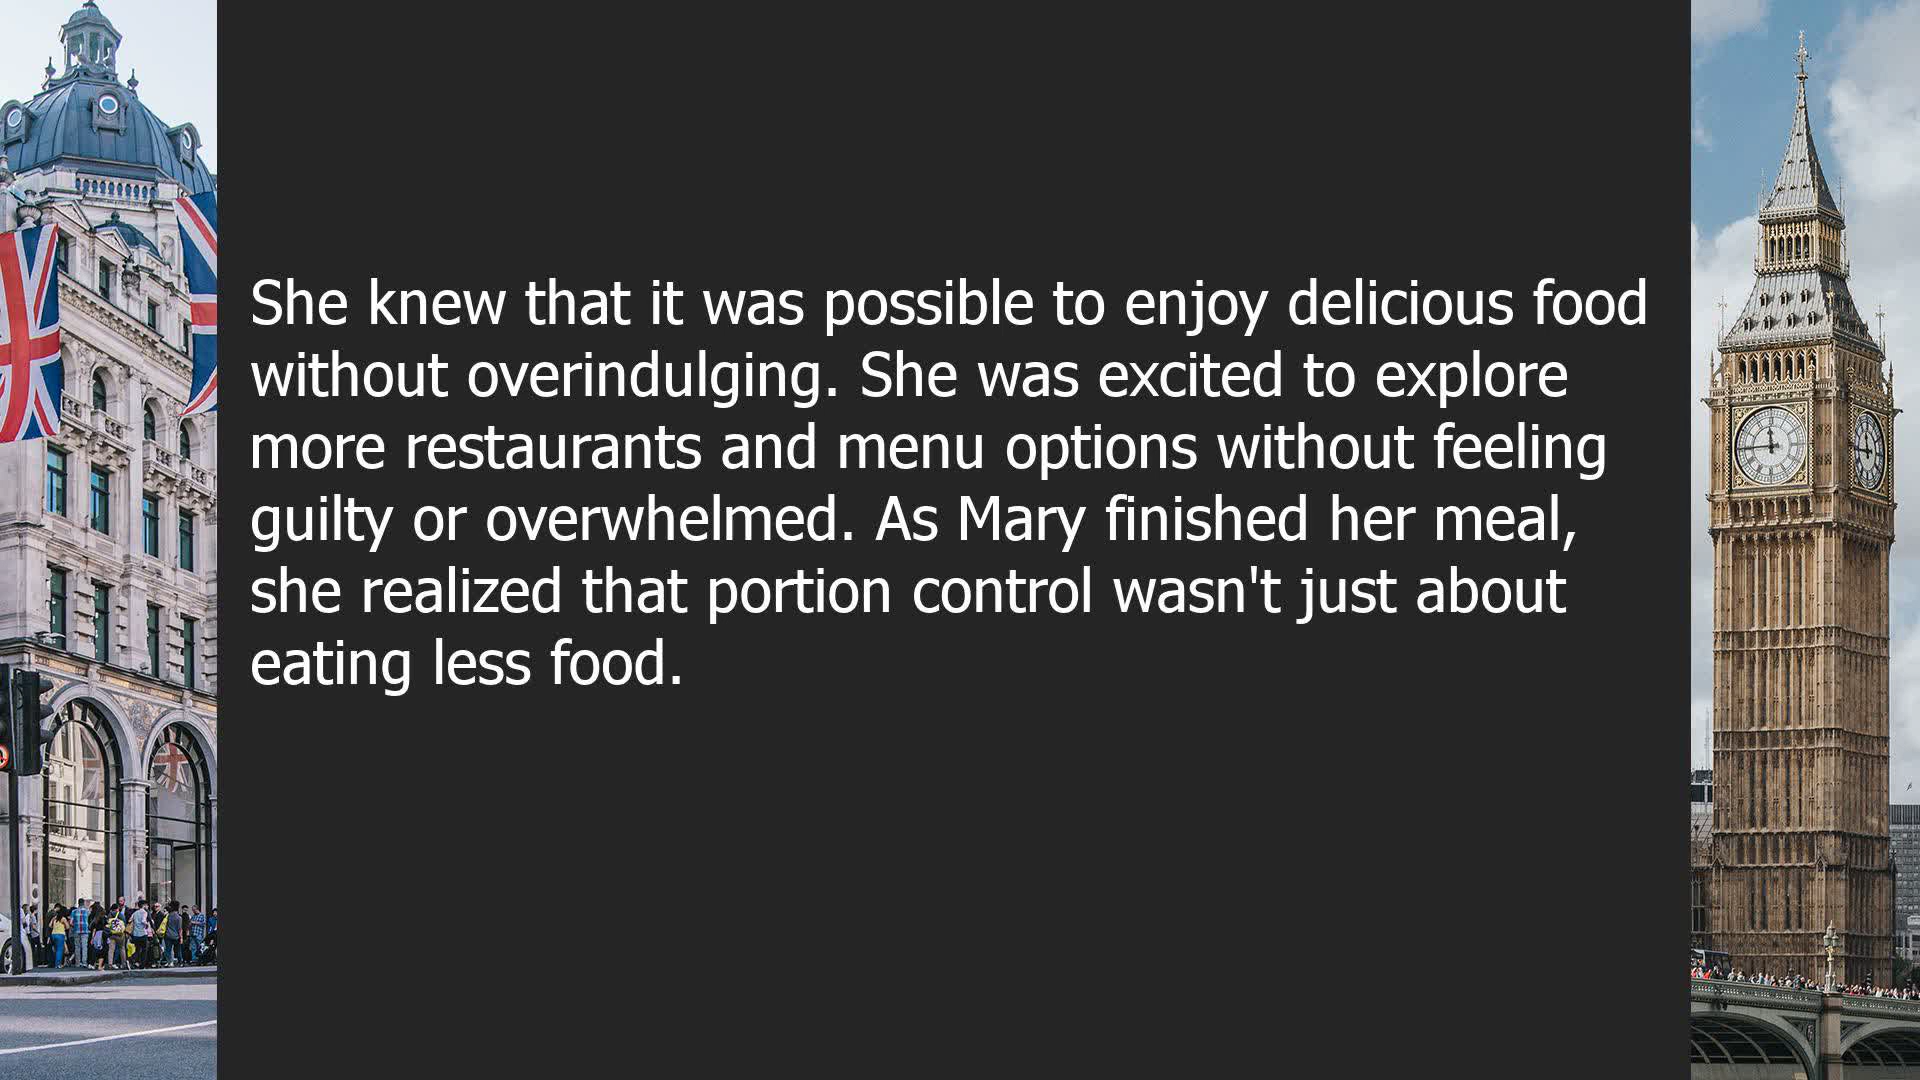 She knew that it was possible to enjoy delicious food
without overindulging. She was excited to explore
more restaurants and menu options without feeling
guilty or overwhelmed. As Mary finished her meal,
she realized that portion control wasn't just about
eating less food.